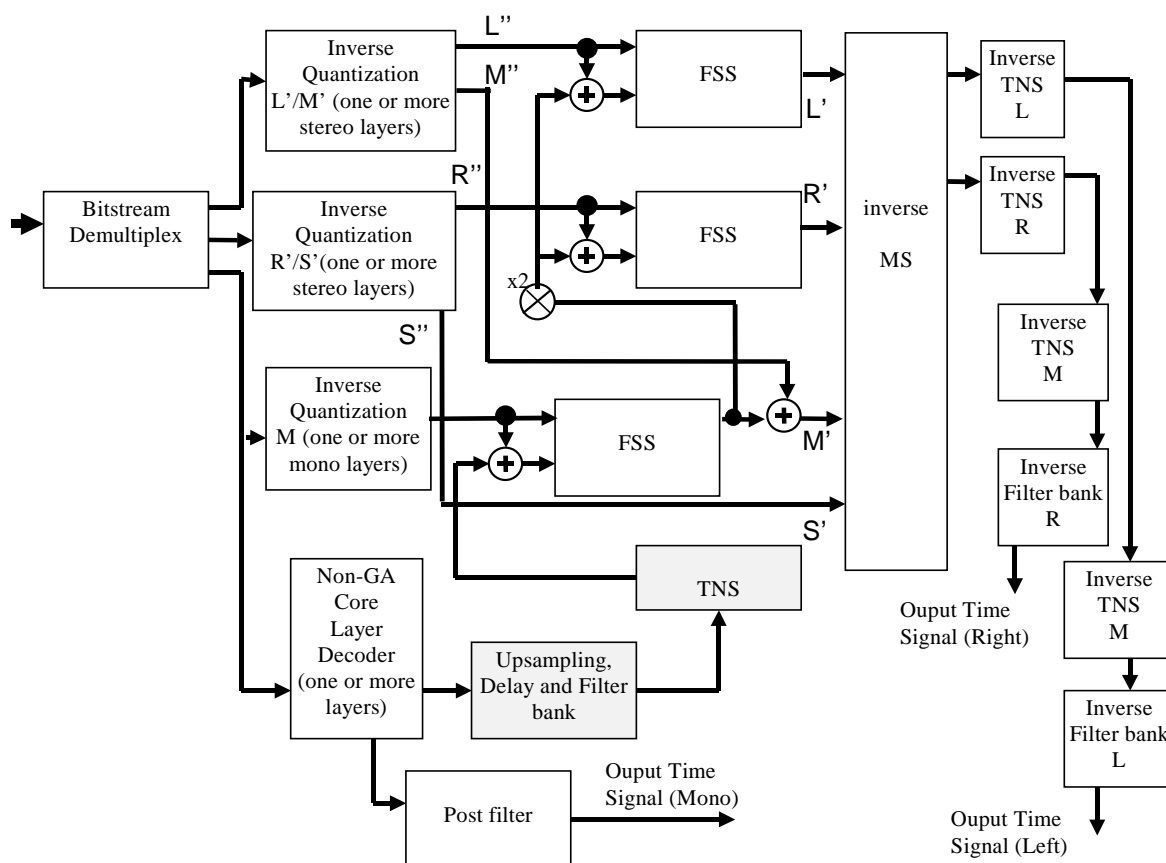 L''
Inverse
Quantization
L'/M' (one or more
stereo layers)
M''
FSS
L'
Inverse
TNS
L
R''
Bitstream
Demultiplex
Inverse
Quantization
R'/S'(one or more
stereo layers)
FSS
R'
inverse
MS
Inverse
TNS
R
x2
S''
Inverse
TNS
M
Inverse
Quantization
M (one or more
mono layers)
FSS
M'
Inverse
Filter bank
R
S'
Non-GA
Core
Layer
Decoder
(one or more
layers)
TNS
Upsampling,
Delay and Filter
bank
Ouput Time
Signal (Right)
Inverse
TNS
M
Inverse
Filter bank
L
Post filter
Ouput Time
Signal (Mono)
Ouput Time
Signal (Left)